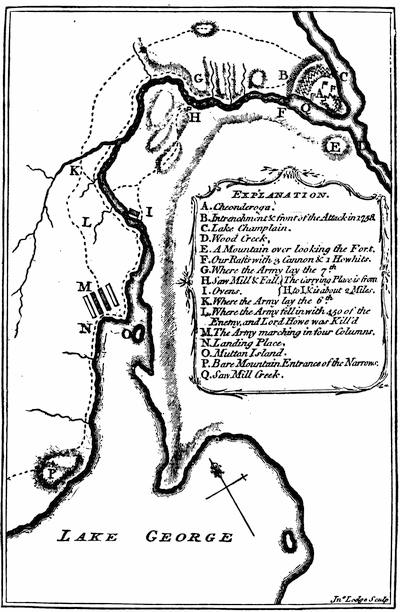 G
B
C
A
H
F
Q
D
E
K
I
L
M
N
O
P
EXPLANATION.
A. Cheonderoga.
B. Intrenchment & front of the Attack in 1758.
C. Lake Champlain.
D. Wood Creek.
E. A Mountain over looking the Fort.
F. Our Rafts with 3 Cannon & 1 Howhits.
G. Where the Army lay the 7th
H. Saw Mill & Fall. } The Carrying Place is from
I. Ovens. } H to I, & is about 2 Miles.
K. Where the Army lay the 6th
L. Where the Army fell in with 450 of the
Enemy, and Lord Howe was Kill'd
M. The Army marching in four Columns.
N. Landing Place.
O. Muttan Island.
P. Bare Mountain Entrance of the Narrows.
Q. Saw Mill Creek.
LAKE GEORGE
Jno. Lodge Sculp